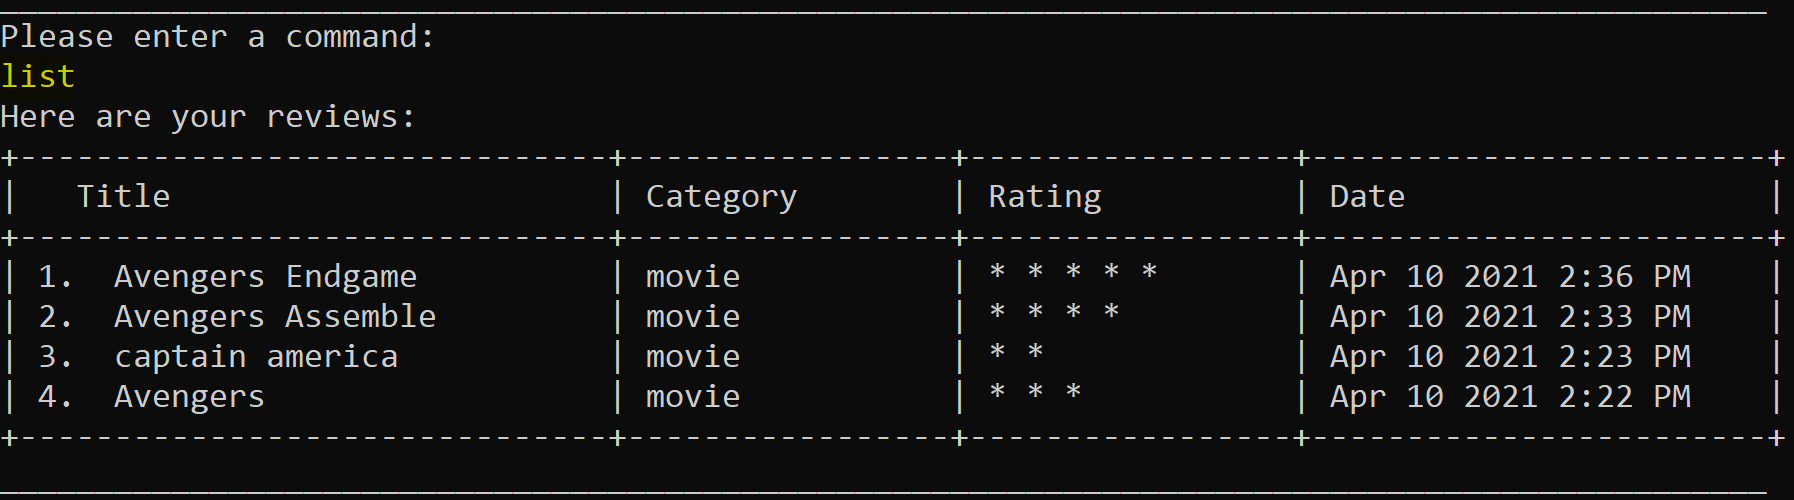 Please enter a command:
list
Here are your reviews:
+-------------------------------+-----------------+-----------------+------------------------+
|   Title                       | Category        | Rating          | Date                   |
+-------------------------------+-----------------+-----------------+------------------------+
| 1.  Avengers Endgame          | movie           | * * * * *       | Apr 10 2021 2:36 PM    |
| 2.  Avengers Assemble         | movie           | * * * *         | Apr 10 2021 2:33 PM    |
| 3.  captain america           | movie           | * *             | Apr 10 2021 2:23 PM    |
| 4.  Avengers                  | movie           | * * *           | Apr 10 2021 2:22 PM    |
+-------------------------------+-----------------+-----------------+------------------------+